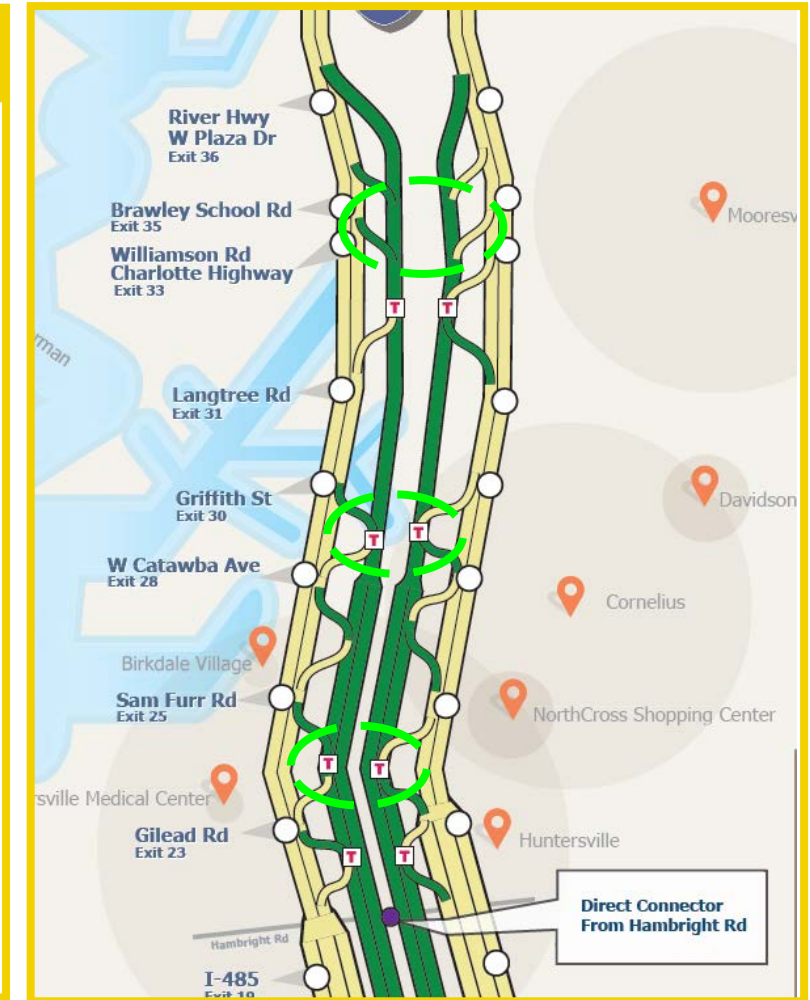 River Hwy
W Plaza Dr
Exit 36
Brawley School Rd
Exit 35
Mooresv
Williamson Rd
Charlotte Highway
Exit 33
T T
rman
Langtree Rd
Exit 31
Griffith St
Exit 30
Davidson
T T
W Catawba Ave
Exit 28
Cornelius
Birkdale Village
Sam Furr Rd
Exit 25
NorthCross Shopping Center
T T
rsville Medical Center
Gilead Rd
Exit 23
Huntersville
T T
Direct Connector
From Hambright Rd
Hambright Rd
I-485
Exit 19